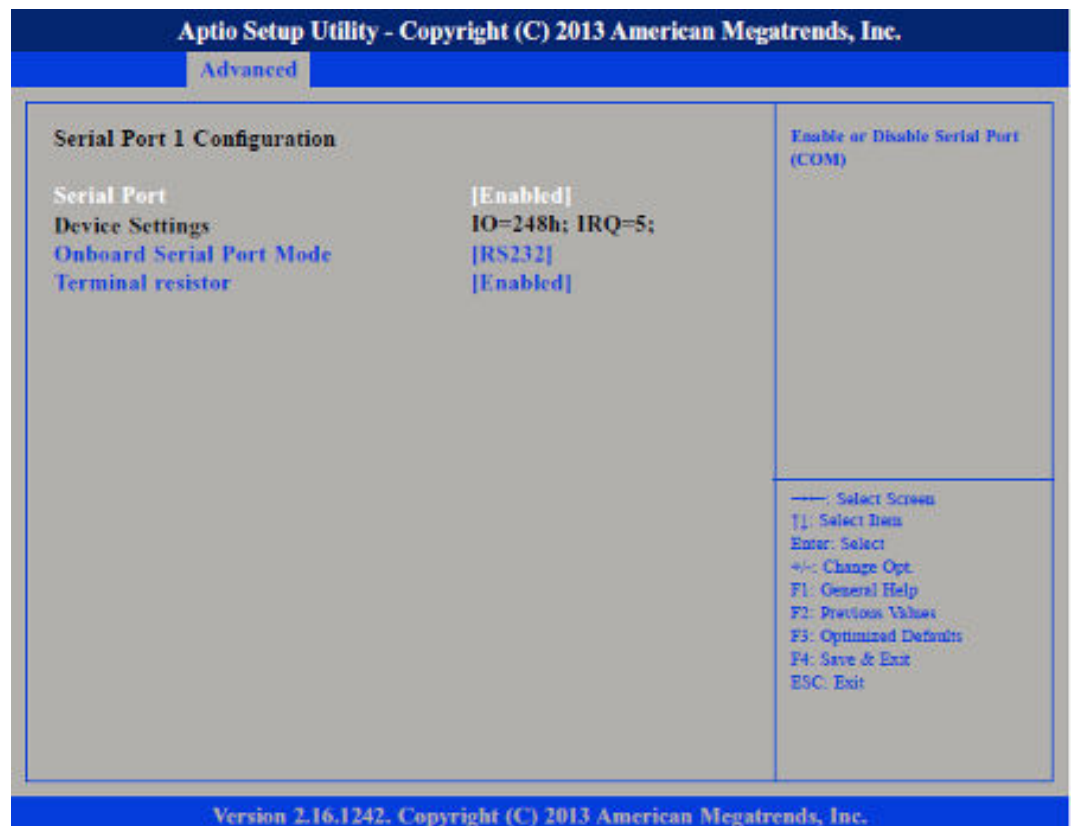 Aptio Setup Utility - Copyright (C) 2013 American Megatrends, Inc.
Advanced
Serial Port 1 Configuration
Serial Port [Enabled]
Device Settings IO=248h; IRQ=5;
Onboard Serial Port Mode [RS232]
Terminal resistor [Enabled]
Enable or Disable Serial Port
(COM)
→←: Select Screen
↑↓: Select Item
Enter: Select
+/-: Change Opt.
F1: General Help
F2: Previous Values
F3: Optimized Defaults
F4: Save & Exit
ESC: Exit
Version 2.16.1242. Copyright (C) 2013 American Megatrends, Inc.